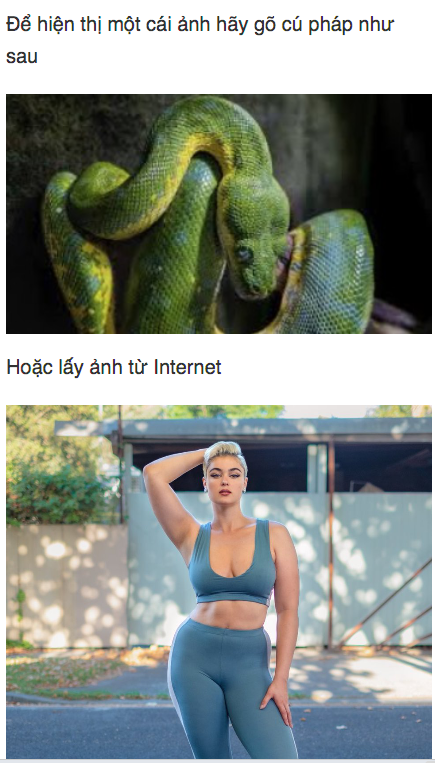 Để hiện thị một cái ảnh hãy gõ cú pháp như
sau
Hoặc lấy ảnh từ Internet